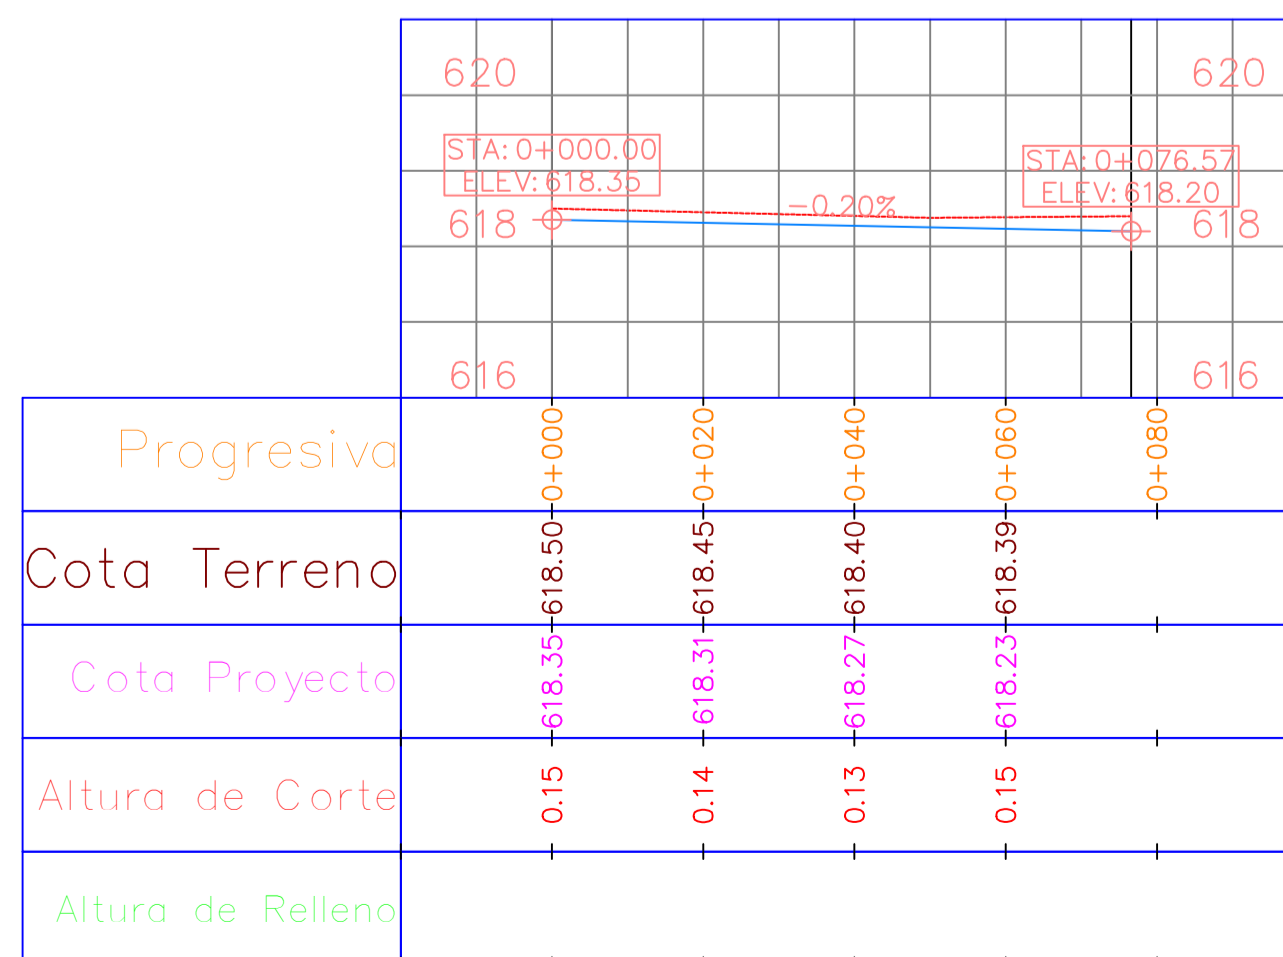 620 620
STA: 0+000.00
ELEV: 618.35
STA: 0+076.57
ELEV: 618.20
-0.20%
618 618
616 616
Progresiva 0+000 0+020 0+040 0+060 0+080
Cota Terreno 618.50 618.45 618.40 618.39
Cota Proyecto 618.35 618.31 618.27 618.23
Altura de Corte 0.15 0.14 0.13 0.15
Altura de Relleno